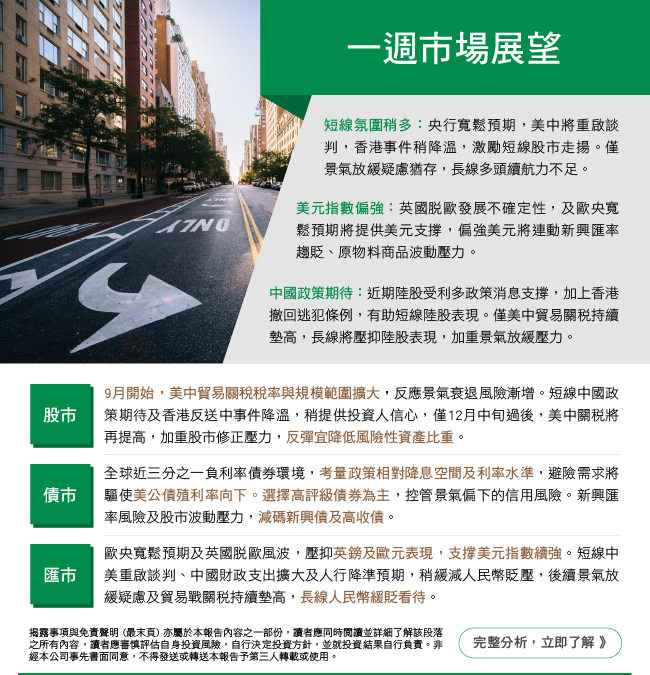 一週市場展望
短線氛圍稍多：央行寬鬆預期，美中將重啟談
判，香港事件稍降溫，激勵短線股市走揚。僅
景氣放緩疑慮猶存，長線多頭續航力不足。
美元指數偏強：英國脫歐發展不確定性，及歐央寬
鬆預期將提供美元支撐，偏強美元將連動新興匯率
趨貶、原物料商品波動壓力。
中國政策期待：近期陸股受利多政策消息支撐，加上香港
撤回逃犯條例，有助短線陸股表現。僅美中貿易關稅持續
墊高，長線將壓抑陸股表現，加重景氣放緩壓力。
ONLY
股市
9月開始，美中貿易關稅稅率與規模範圍擴大，反應景氣衰退風險漸增。短線中國政
策期待及香港反送中事件降溫，稍提供投資人信心，僅12月中旬過後，美中關稅將
再提高，加重股市修正壓力，反彈宜降低風險性資產比重。
債市
全球近三分之一負利率債券環境，考量政策相對降息空間及利率水準，避險需求將
驅使美公債殖利率向下。選擇高評級債券為主，控管景氣偏下的信用風險。新興匯
率風險及股市波動壓力，減碼新興債及高收債。
匯市
歐央寬鬆預期及英國脫歐風波，壓抑英鎊及歐元表現，支撐美元指數續強。短線中
美重啟談判、中國財政支出擴大及人行降準預期，稍緩減人民幣貶壓，後續景氣放
緩疑慮及貿易戰關稅持續墊高，長線人民幣緩貶看待。
揭露事項與免責聲明 (最末頁) 亦屬於本報告內容之一部份，讀者應同時閱讀並詳細了解該段落
之所有內容，讀者應審慎評估自身投資風險，自行決定投資方針，並就投資結果自行負責。非
經本公司事先書面同意，不得發送或轉送本報告予第三人轉載或使用。
完整分析，立即了解 》